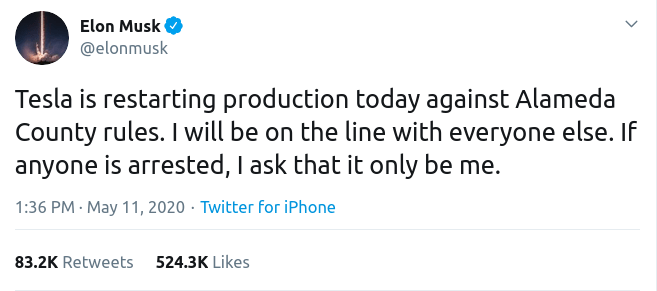 Elon Musk
@elonmusk
Tesla is restarting production today against Alameda
County rules. I will be on the line with everyone else. If
anyone is arrested, I ask that it only be me.
1:36 PM · May 11, 2020 · Twitter for iPhone
83.2K Retweets 524.3K Likes